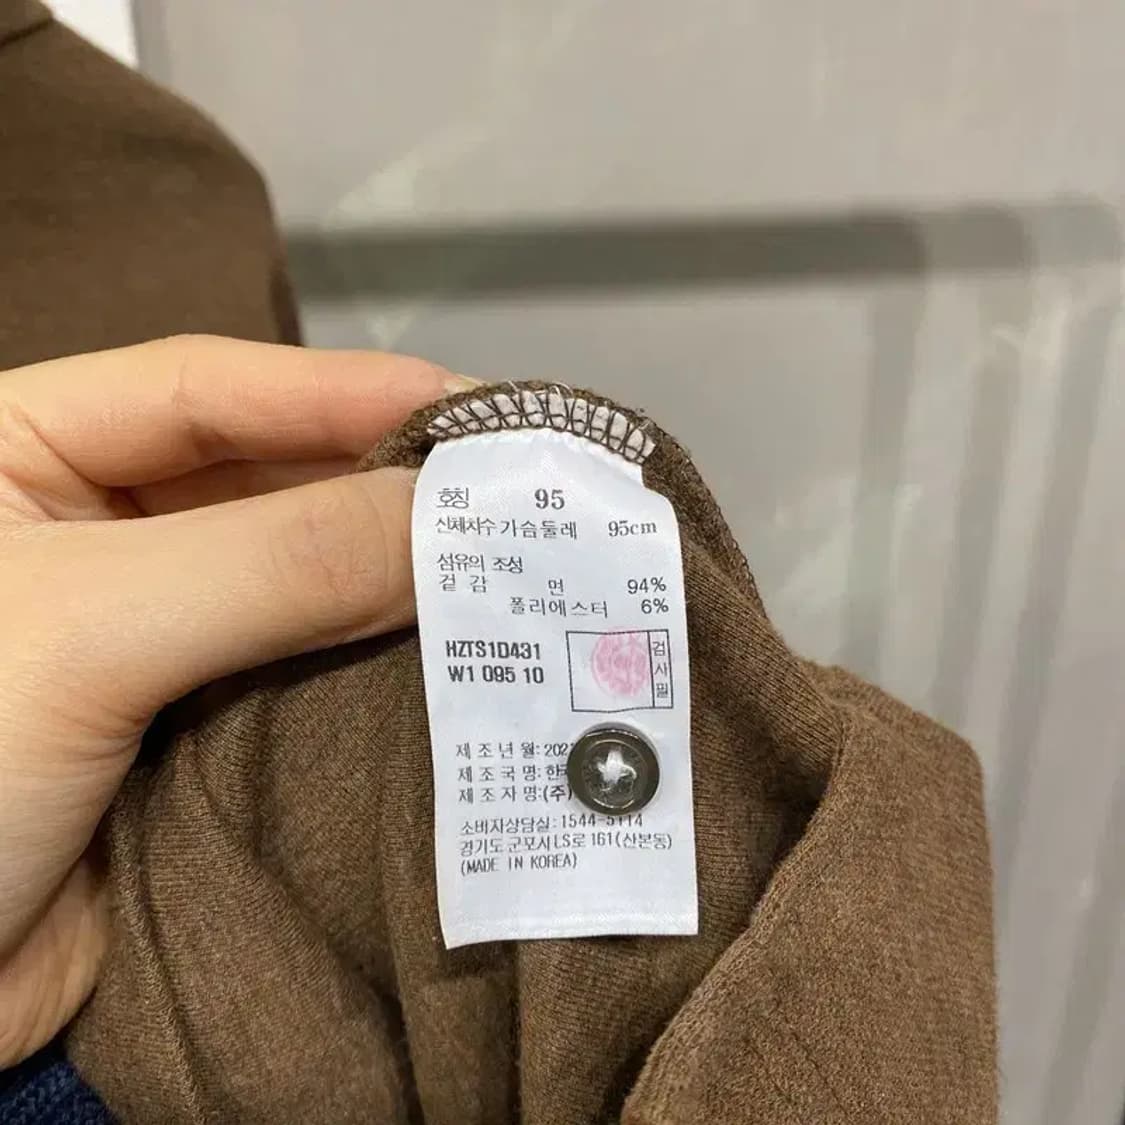 호칭 95
신체치수 가슴둘레 95cm
섬유의 조성
겉감 면 94%
폴리에스터 6%
HZTS1D431
W1 095 10
검사필
제조년월: 202
제조국명: 한국
제조자명: (주)
소비자상담실: 1544-5114
경기도 군포시 LS로 161(산본동)
(MADE IN KOREA)